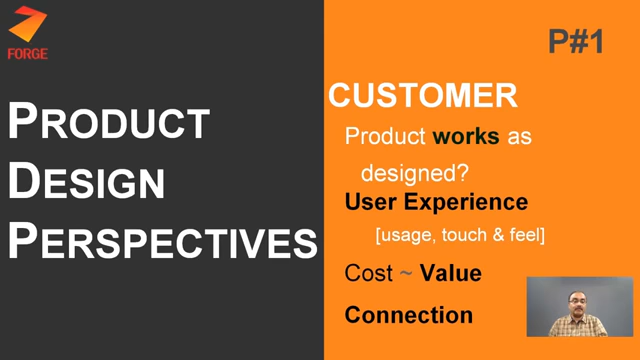 FORGE
PRODUCT
DESIGN
PERSPECTIVES
P#1
CUSTOMER
Product works as
designed?
User Experience
[usage, touch & feel]
Cost ~ Value
Connection